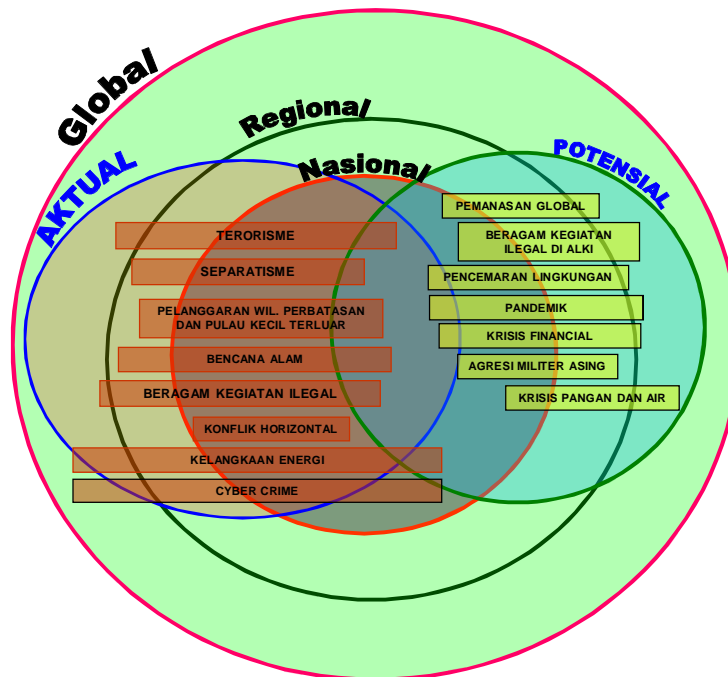 Global
Regional
Nasional
AKTUAL
POTENSIAL
TERORISME
SEPARATISME
PELANGGARAN WIL. PERBATASAN
DAN PULAU KECIL TERLUAR
BENCANA ALAM
BERAGAM KEGIATAN ILEGAL
KONFLIK HORIZONTAL
KELANGKAAN ENERGI
CYBER CRIME
PEMANASAN GLOBAL
BERAGAM KEGIATAN
ILEGAL DI ALKI
PENCEMARAN LINGKUNGAN
PANDEMIK
KRISIS FINANCIAL
AGRESI MILITER ASING
KRISIS PANGAN DAN AIR